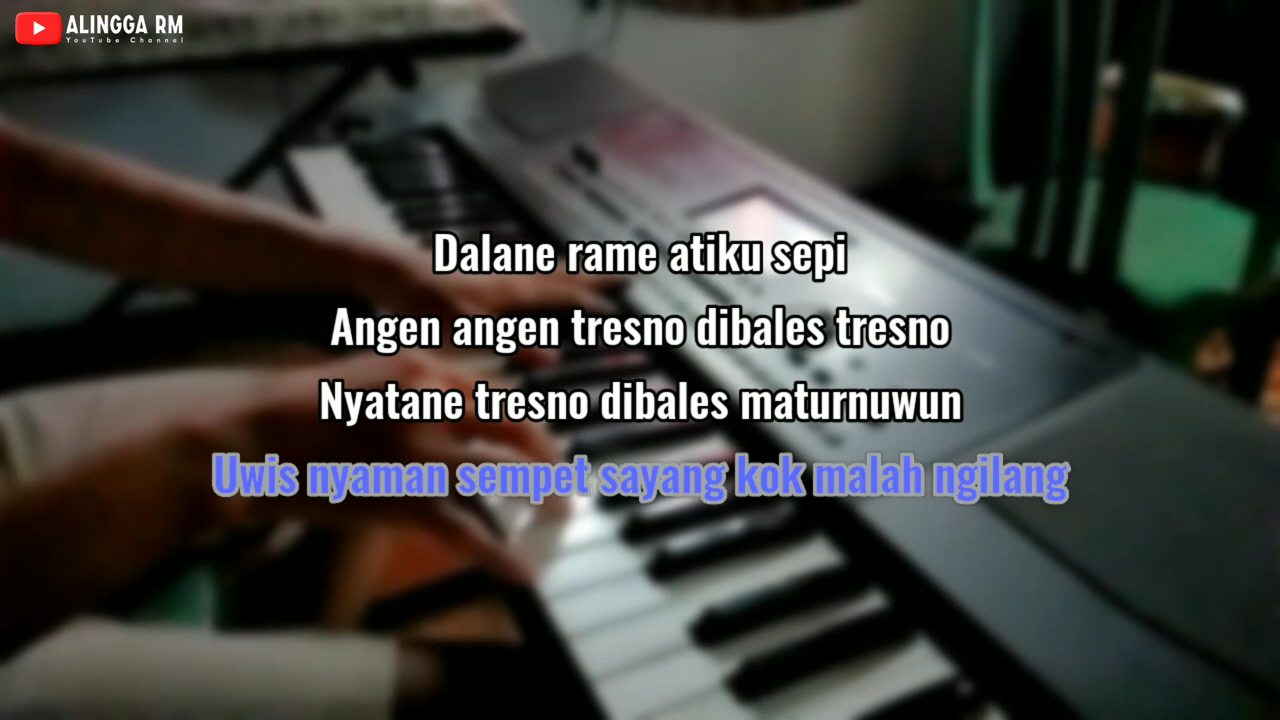 ALINGGA RM
YouTube Channel
Dalane rame atiku sepi
Angen angen tresno dibales tresno
Nyatane tresno dibales maturnuwun
Uwis nyaman sempet sayang kok malah ngilang